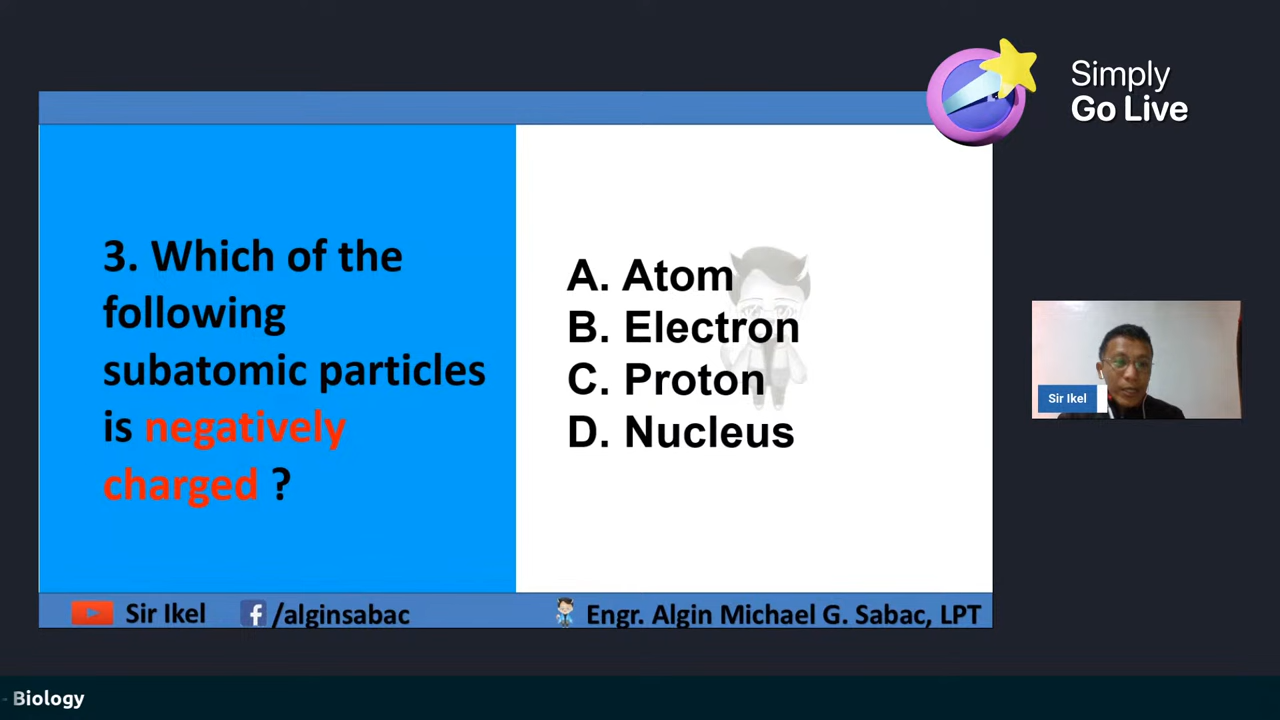 Simply
Go Live
3. Which of the
following
subatomic particles
is negatively
charged ?
A. Atom
B. Electron
C. Proton
D. Nucleus
Sir Ikel
Sir Ikel /alginsabac Engr. Algin Michael G. Sabac, LPT
- Biology